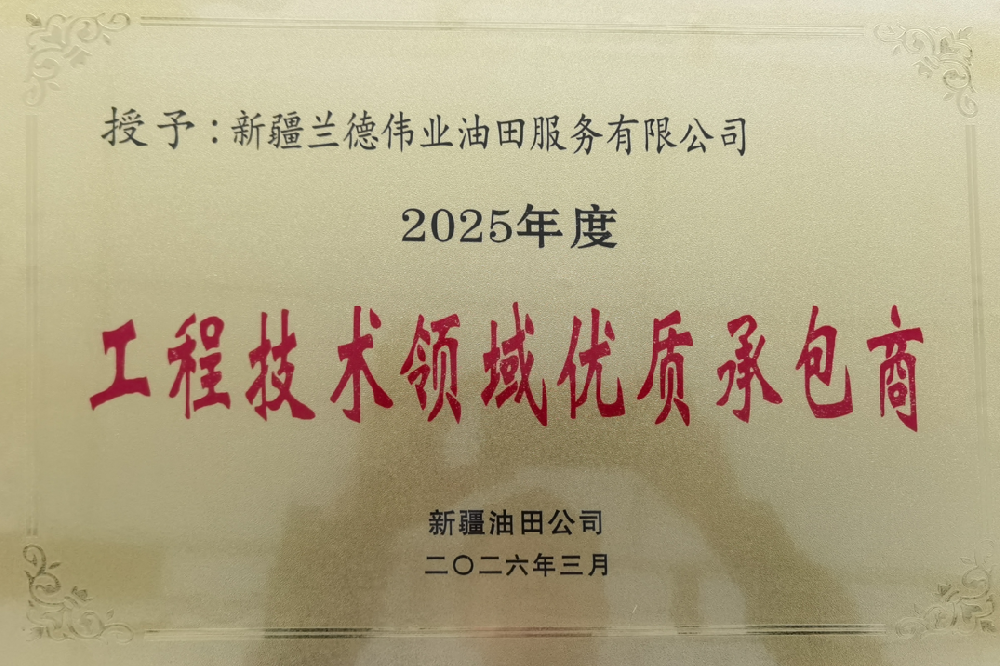 授予：新疆兰德伟业油田服务有限公司
2025年度
工程技术领域优质承包商
新疆油田公司
二〇二六年三月